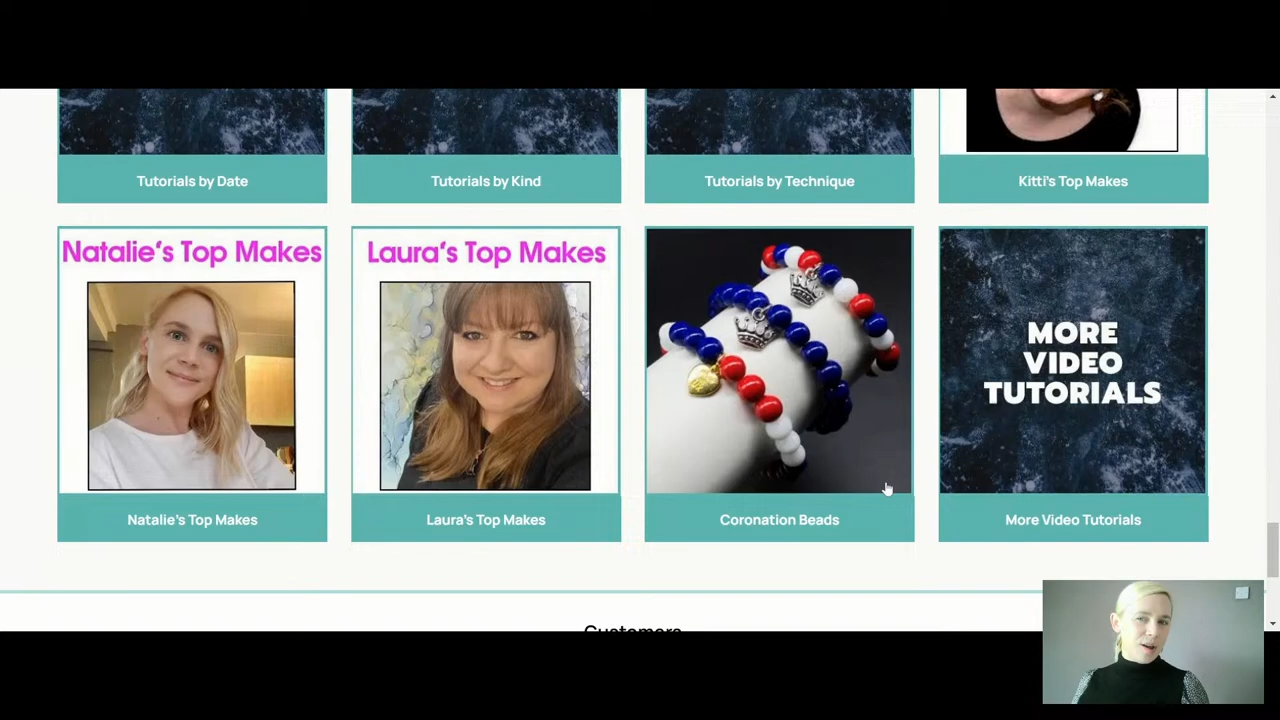 Tutorials by Date
Tutorials by Kind
Tutorials by Technique
Kitti's Top Makes
Natalie's Top Makes
Laura's Top Makes
MORE
VIDEO
TUTORIALS
Natalie's Top Makes
Laura's Top Makes
Coronation Beads
More Video Tutorials
Customers